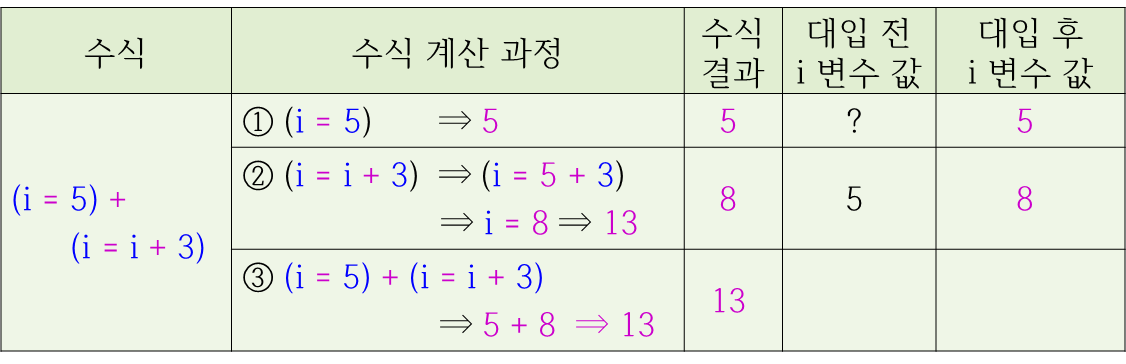 수식
수식 계산 과정
수식
결과
대입 전
i 변수 값
대입 후
i 변수 값
(i = 5) +
(i = i + 3)
① (i = 5) ⇒ 5
5
?
5
② (i = i + 3) ⇒ (i = 5 + 3)
⇒ i = 8 ⇒ 13
8
5
8
③ (i = 5) + (i = i + 3)
⇒ 5 + 8 ⇒ 13
13